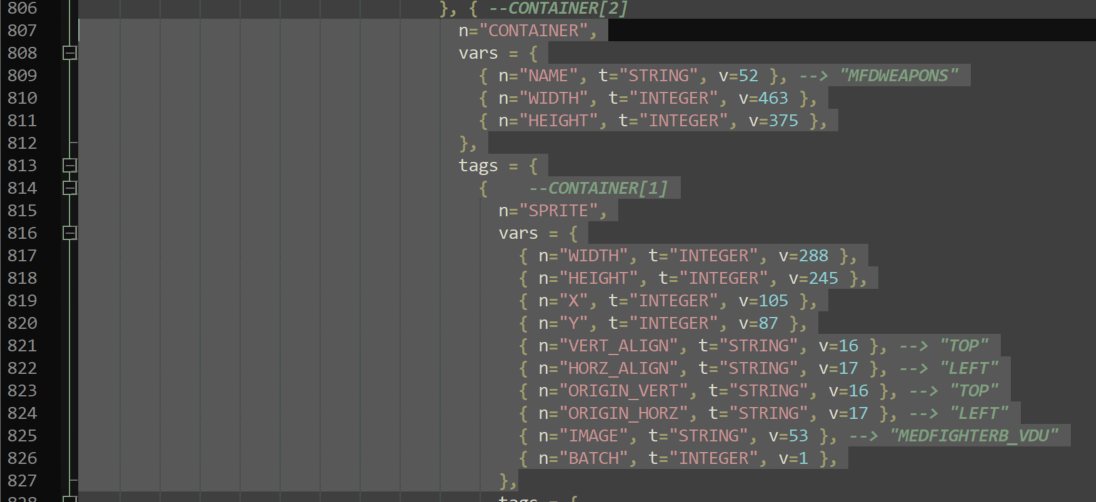 806 }, { --CONTAINER[2]
807 n="CONTAINER",
808 vars = {
809 { n="NAME", t="STRING", v=52 }, --> "MFDWEAPONS"
810 { n="WIDTH", t="INTEGER", v=463 },
811 { n="HEIGHT", t="INTEGER", v=375 },
812 },
813 tags = {
814 { --CONTAINER[1]
815 n="SPRITE",
816 vars = {
817 { n="WIDTH", t="INTEGER", v=288 },
818 { n="HEIGHT", t="INTEGER", v=245 },
819 { n="X", t="INTEGER", v=105 },
820 { n="Y", t="INTEGER", v=87 },
821 { n="VERT_ALIGN", t="STRING", v=16 }, --> "TOP"
822 { n="HORZ_ALIGN", t="STRING", v=17 }, --> "LEFT"
823 { n="ORIGIN_VERT", t="STRING", v=16 }, --> "TOP"
824 { n="ORIGIN_HORZ", t="STRING", v=17 }, --> "LEFT"
825 { n="IMAGE", t="STRING", v=53 }, --> "MEDFIGHTERB_VDU"
826 { n="BATCH", t="INTEGER", v=1 },
827 },
828 tags = {